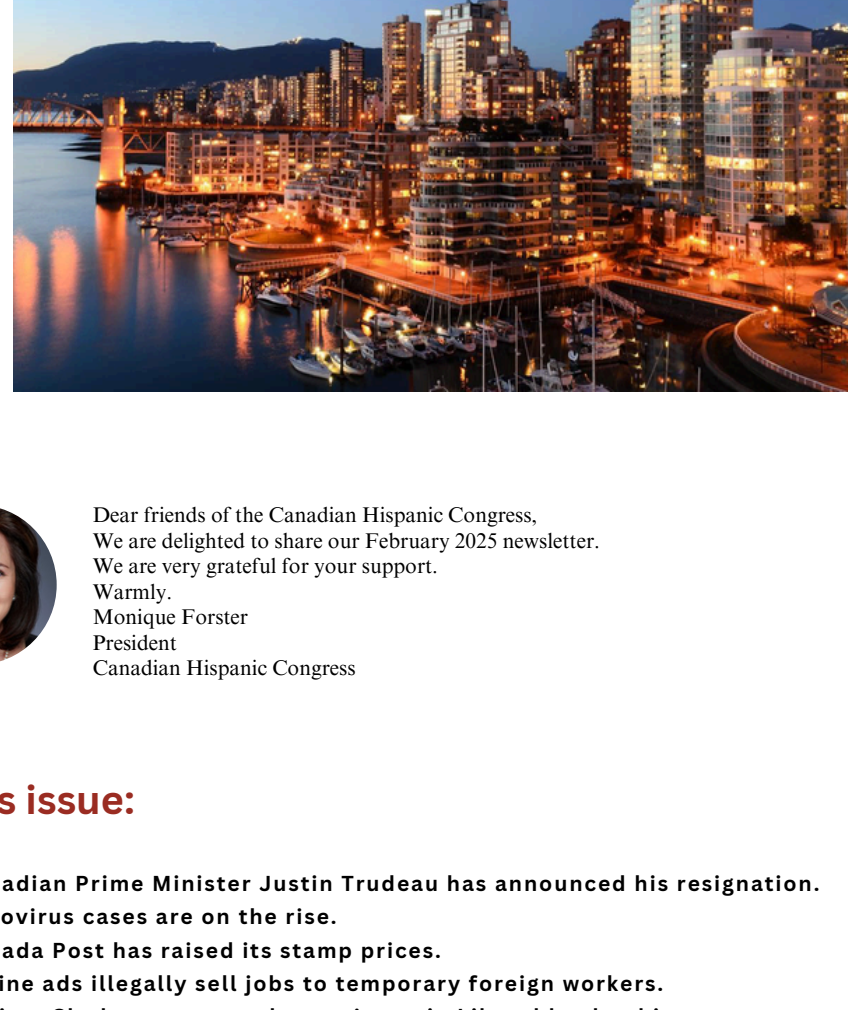 Dear friends of the Canadian Hispanic Congress,
We are delighted to share our February 2025 newsletter.
We are very grateful for your support.
Warmly.
Monique Forster
President
Canadian Hispanic Congress
s issue:
adian Prime Minister Justin Trudeau has announced his resignation.
ovirus cases are on the rise.
ada Post has raised its stamp prices.
ine ads illegally sell jobs to temporary foreign workers.